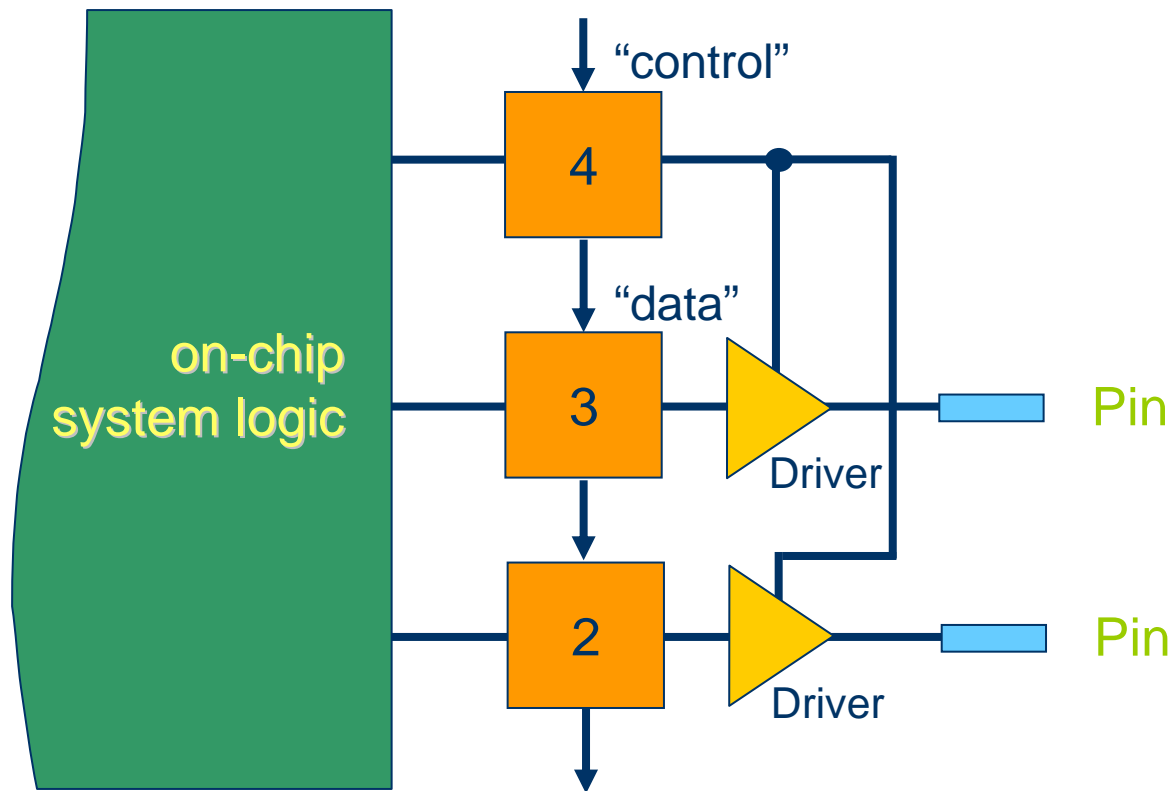 “control”
4
“data”
on-chip
system logic
3
Pin
Driver
2
Pin
Driver